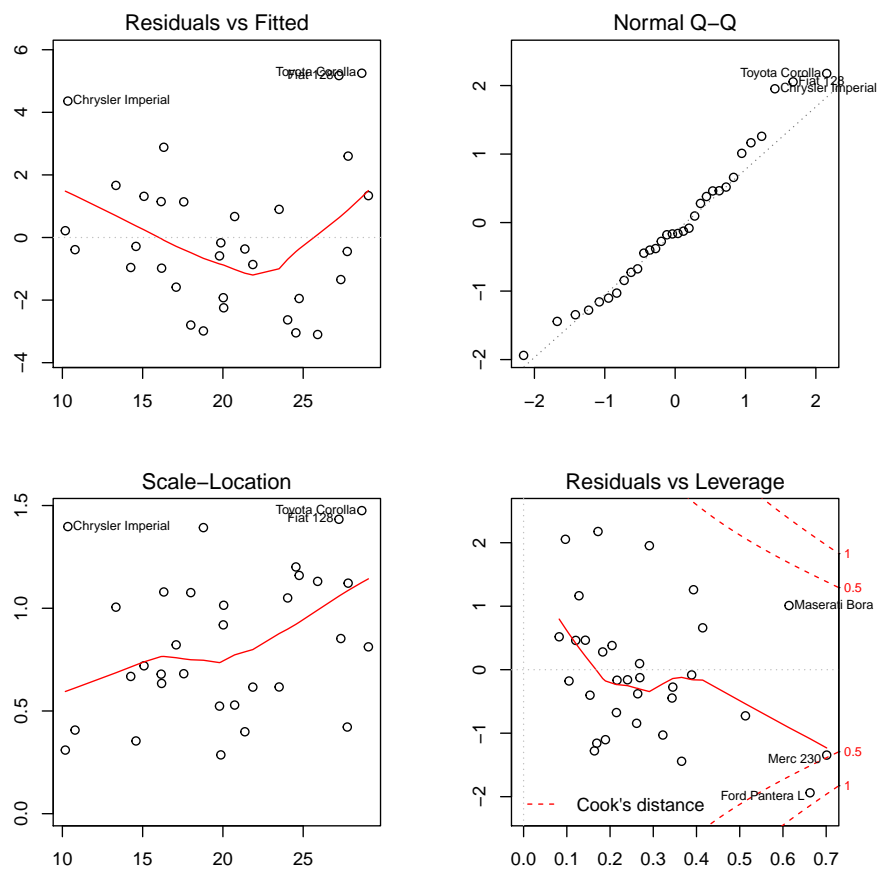 Residuals vs Fitted
6
4
2
0
−2
−4
10 15 20 25
Toyota Corolla
Fiat 128
Chrysler Imperial
Normal Q−Q
2
1
0
−1
−2
−2 −1 0 1 2
Toyota Corolla
Fiat 128
Chrysler Imperial
Scale−Location
1.5
1.0
0.5
0.0
10 15 20 25
Toyota Corolla
Fiat 128
Chrysler Imperial
Residuals vs Leverage
2
1
0
−1
−2
0.0 0.1 0.2 0.3 0.4 0.5 0.6 0.7
1
0.5
Maserati Bora
0.5
Merc 230
1
Ford Pantera L
Cook's distance